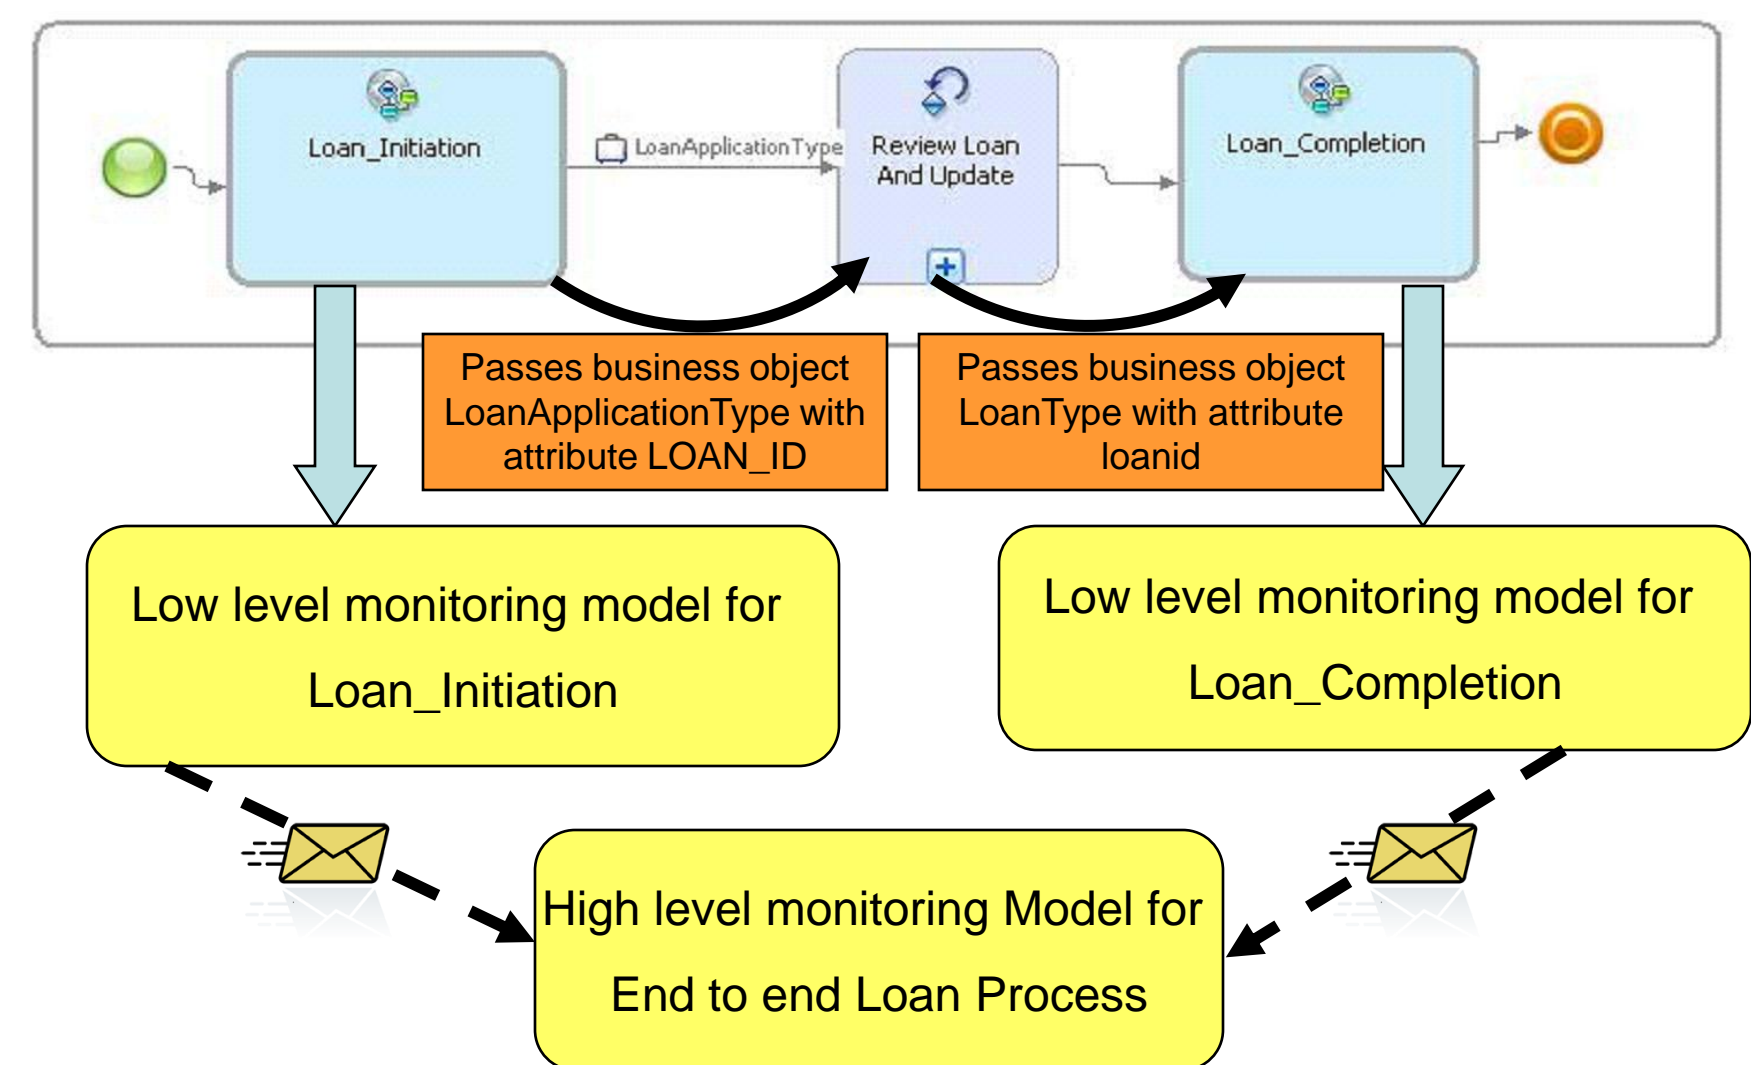 Loan_Initiation
LoanApplicationType
Review Loan
And Update
Loan_Completion
Passes business object
LoanApplicationType with
attribute LOAN_ID
Passes business object
LoanType with attribute
loanid
Low level monitoring model for
Loan_Initiation
Low level monitoring model for
Loan_Completion
High level monitoring Model for
End to end Loan Process